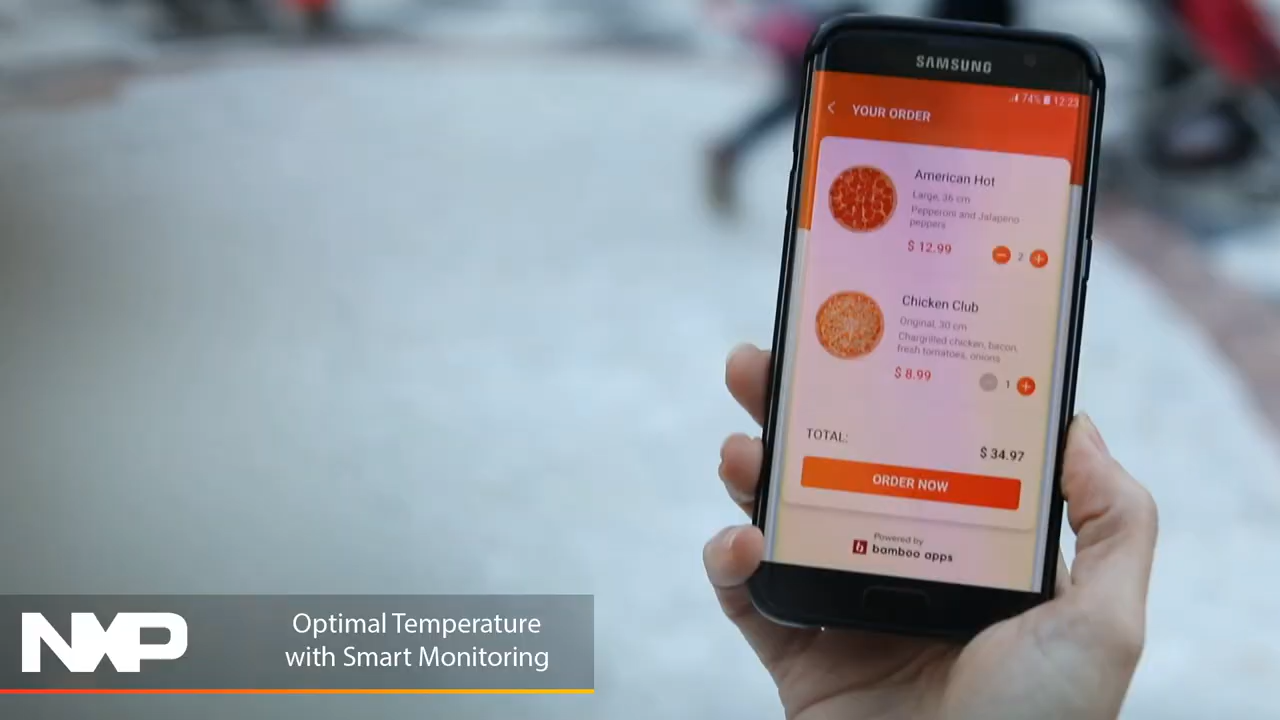 SAMSUNG
74% 12:23
YOUR ORDER
American Hot
Large, 36 cm
Pepperoni and Jalapeno
peppers
$ 12.99
2
Chicken Club
Original, 30 cm
Chargrilled chicken, bacon,
fresh tomatoes, onions
$ 8.99
1
TOTAL:
$ 34.97
ORDER NOW
Powered by
b bamboo apps
NXP
Optimal Temperature
with Smart Monitoring